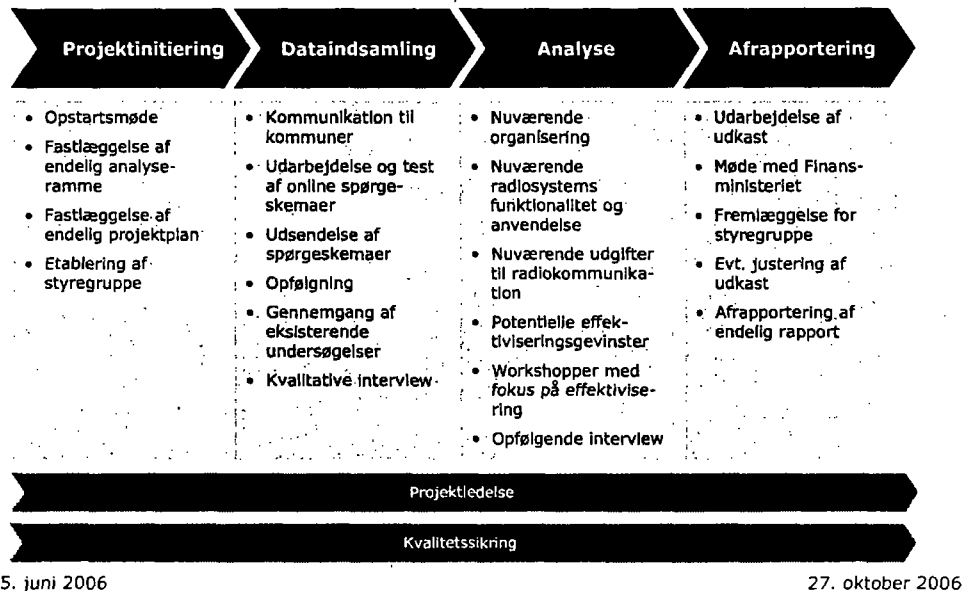 Projektinitiering
Dataindsamling
Analyse
Afrapportering
• Opstartsmøde
• Fastlæggelse af
endelig analyse-
ramme
• Fastlæggelse af
endelig projektplan
• Etablering af
styregruppe
• Kommunikation til
kommuner
• Udarbejdelse og test
af online spørge-
skemaer
• Udsendelse af
spørgeskemaer
• Opfølgning
• Gennemgang af
eksisterende
undersøgelser
• Kvalitative interview
• Nuværende
organisering
• Nuværende
radiosystems
funktionalitet og
anvendelse
• Nuværende udgifter
til radiokommunika-
tion
• Potentielle effek-
tiviseringsgevinster
• Workshopper med
fokus på effektivise-
ring
• Opfølgende interview
• Udarbejdelse af
udkast
• Møde med Finans-
ministeriet
• Fremlæggelse for
styregruppe
• Evt. justering af
udkast
• Afrapportering af
endelig rapport
Projektledelse
Kvalitetssikring
5. juni 2006
27. oktober 2006